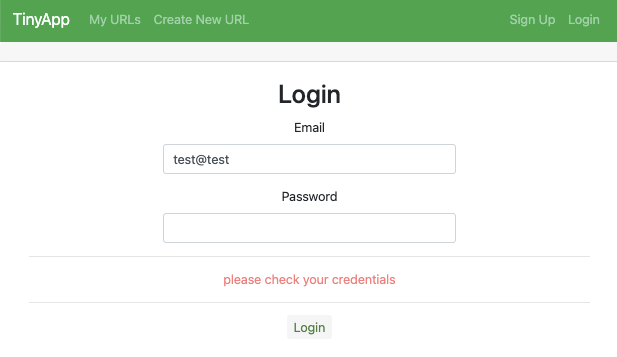 TinyApp My URLs Create New URL Sign Up Login
Login
Email
test@test
Password
please check your credentials
Login